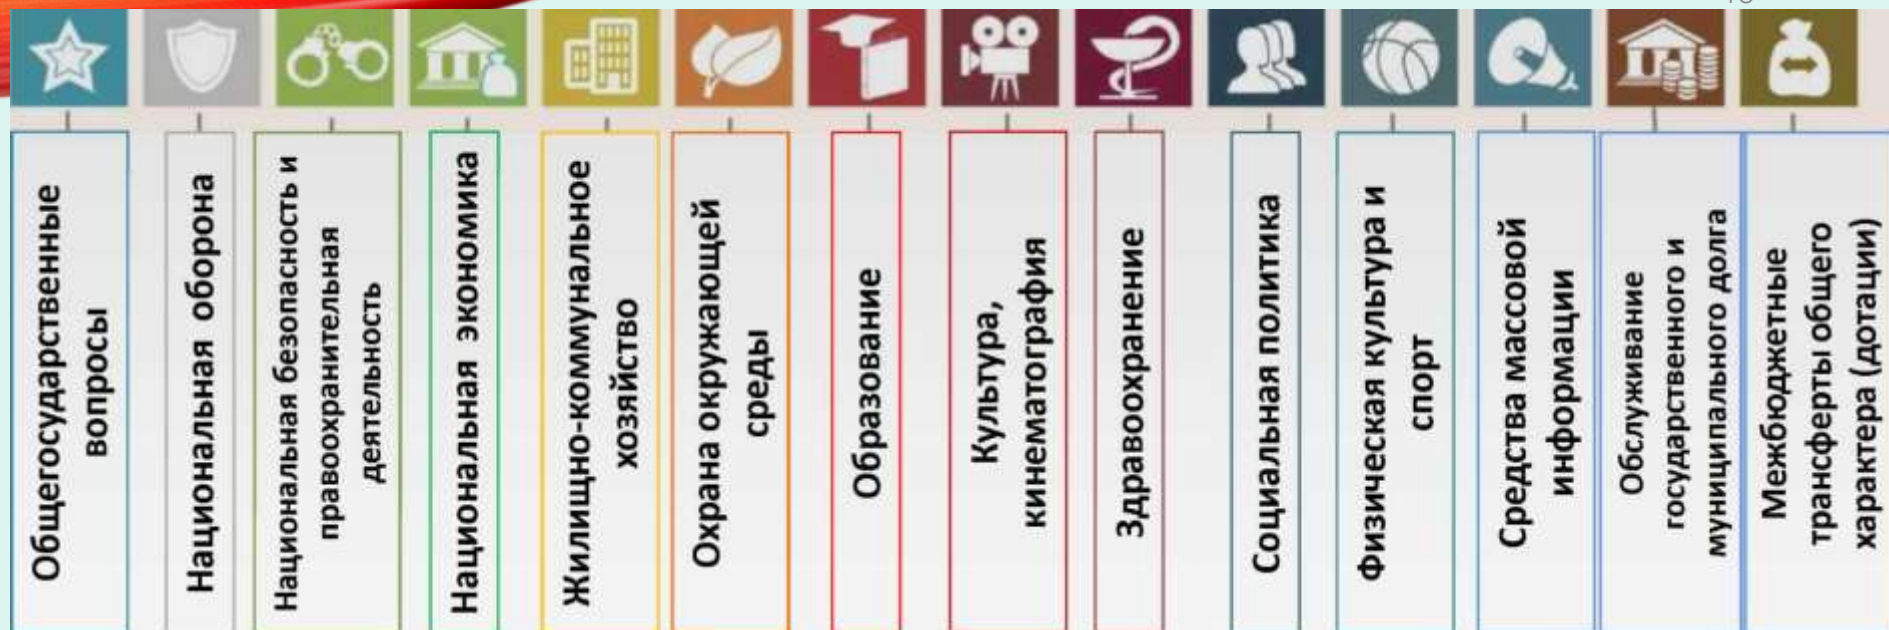 Общегосударственные
вопросы
Национальная оборона
Национальная безопасность и
правоохранительная
деятельность
Национальная экономика
Жилищно-коммунальное
хозяйство
Охрана окружающей
среды
Образование
Культура,
кинематография
Здравоохранение
Социальная политика
Физическая культура и
спорт
Средства массовой
информации
Обслуживание
государственного и
муниципального долга
Межбюджетные
трансферты общего
характера (дотации)